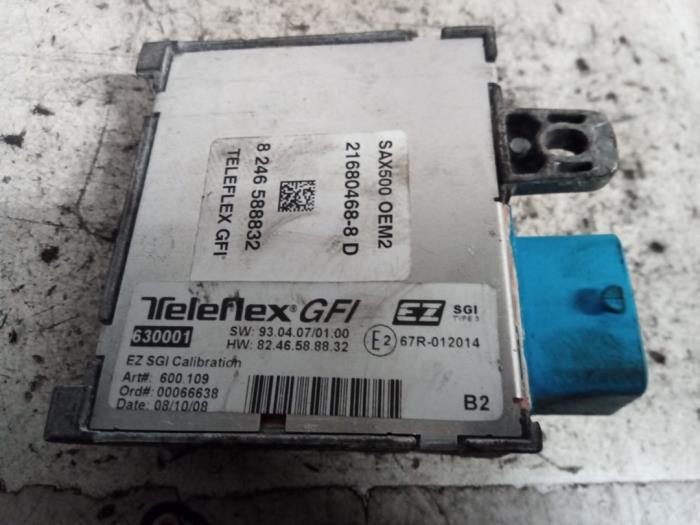 SAX500 OEM2
21680468-8 D
8 246 588832
TELEFLEX GFI
Teleflex® GFI
EZ SGI
TYPE 3
630001
SW: 93.04.07/01.00
HW: 82.46.58.88.32
E2 67R-012014
EZ SGI Calibration
Art#: 600.109
Ord#: 00066638
Date: 08/10/08
B2